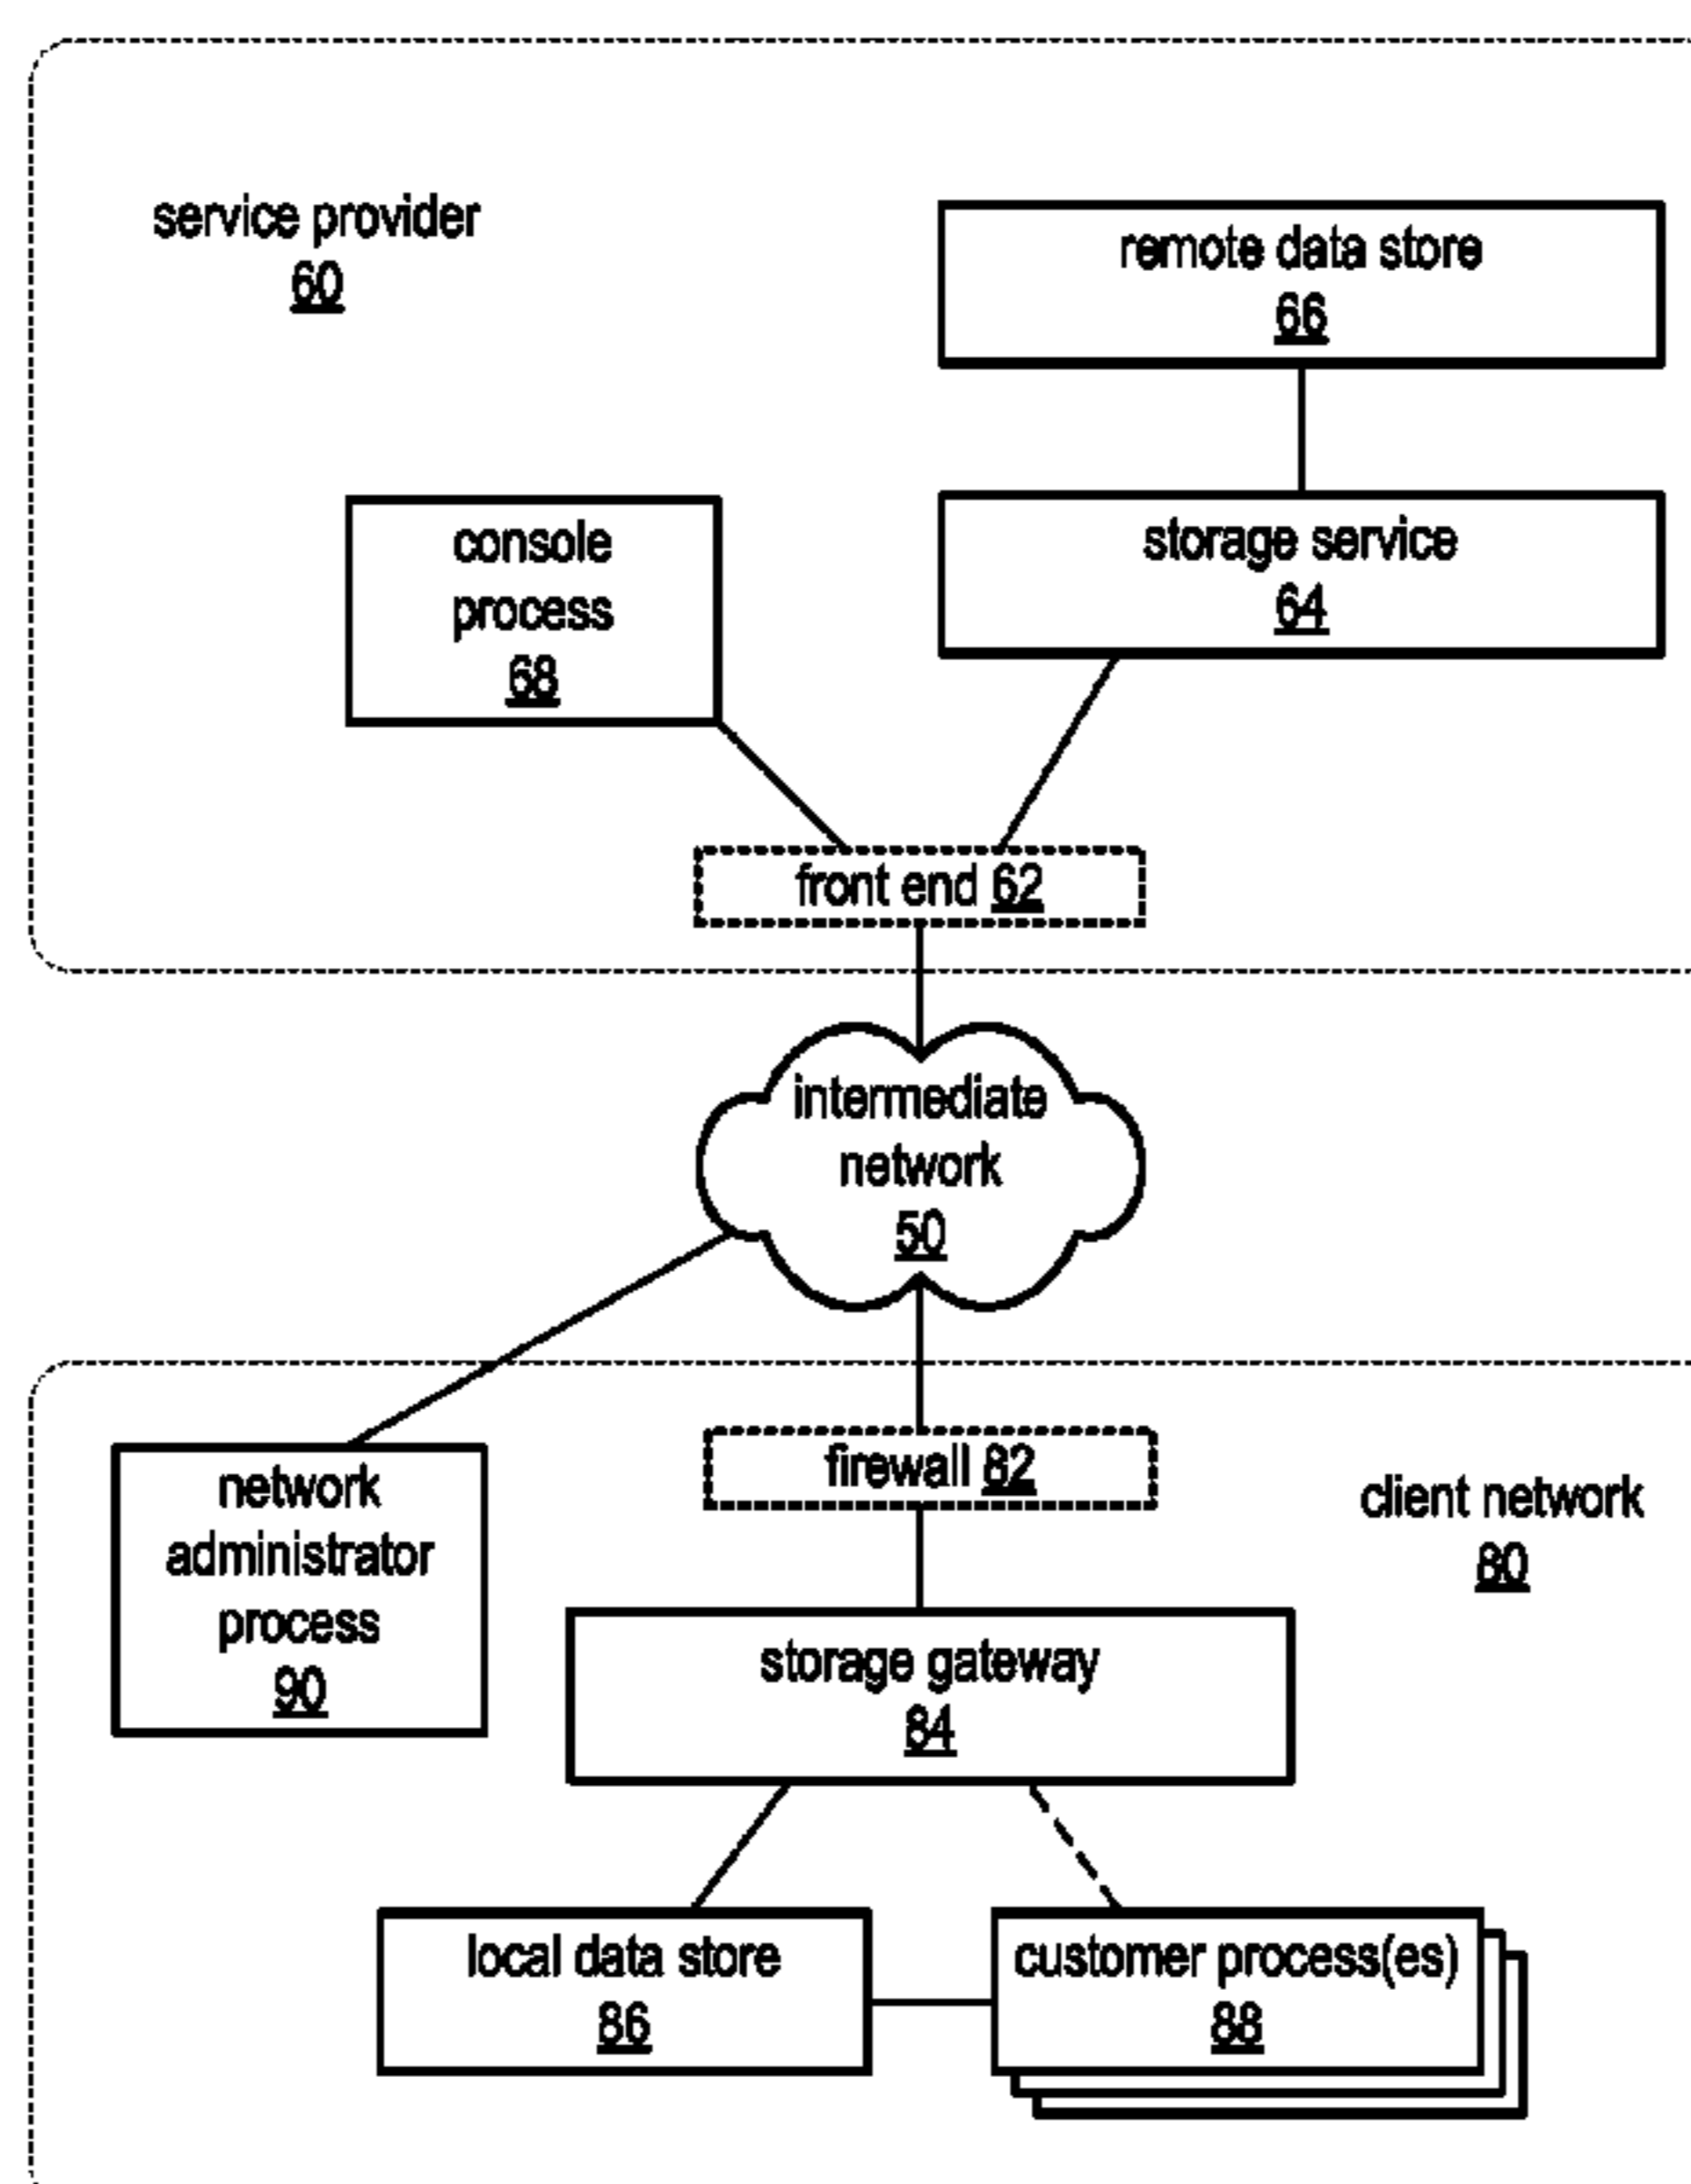 service provider
60
remote data store
66
console
process
68
storage service
64
front end 62
intermediate
network
50
network
administrator
process
90
firewall 82
client network
80
storage gateway
84
local data store
86
customer process(es)
88